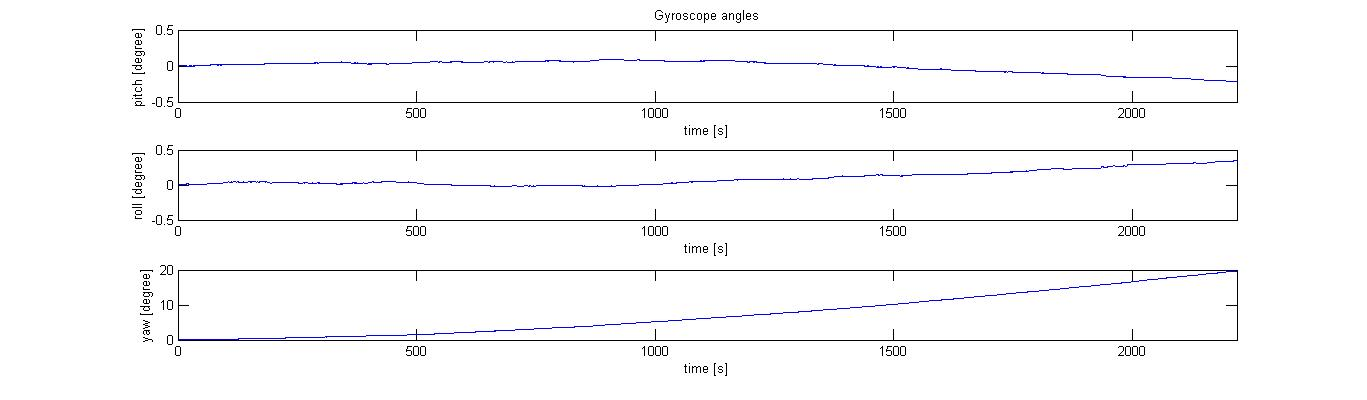 Gyroscope angles
pitch [degree]
0.5
0
-0.5
0 500 1000 1500 2000
time [s]
roll [degree]
0.5
0
-0.5
0 500 1000 1500 2000
time [s]
yaw [degree]
20
10
0
0 500 1000 1500 2000
time [s]